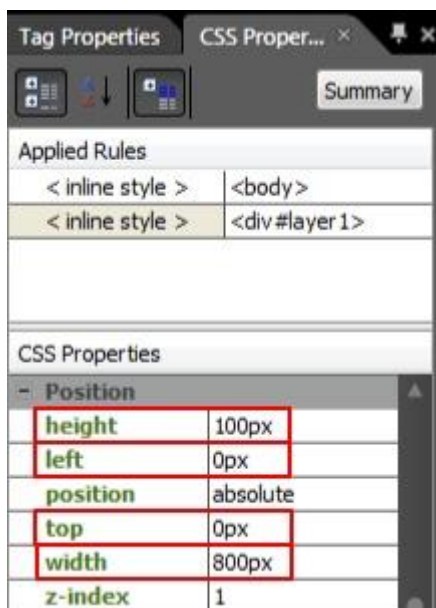 Tag Properties CSS Proper... ×
Summary
Applied Rules
< inline style > <body>
< inline style > <div#layer1>
CSS Properties
- Position
height 100px
left 0px
position absolute
top 0px
width 800px
z-index 1